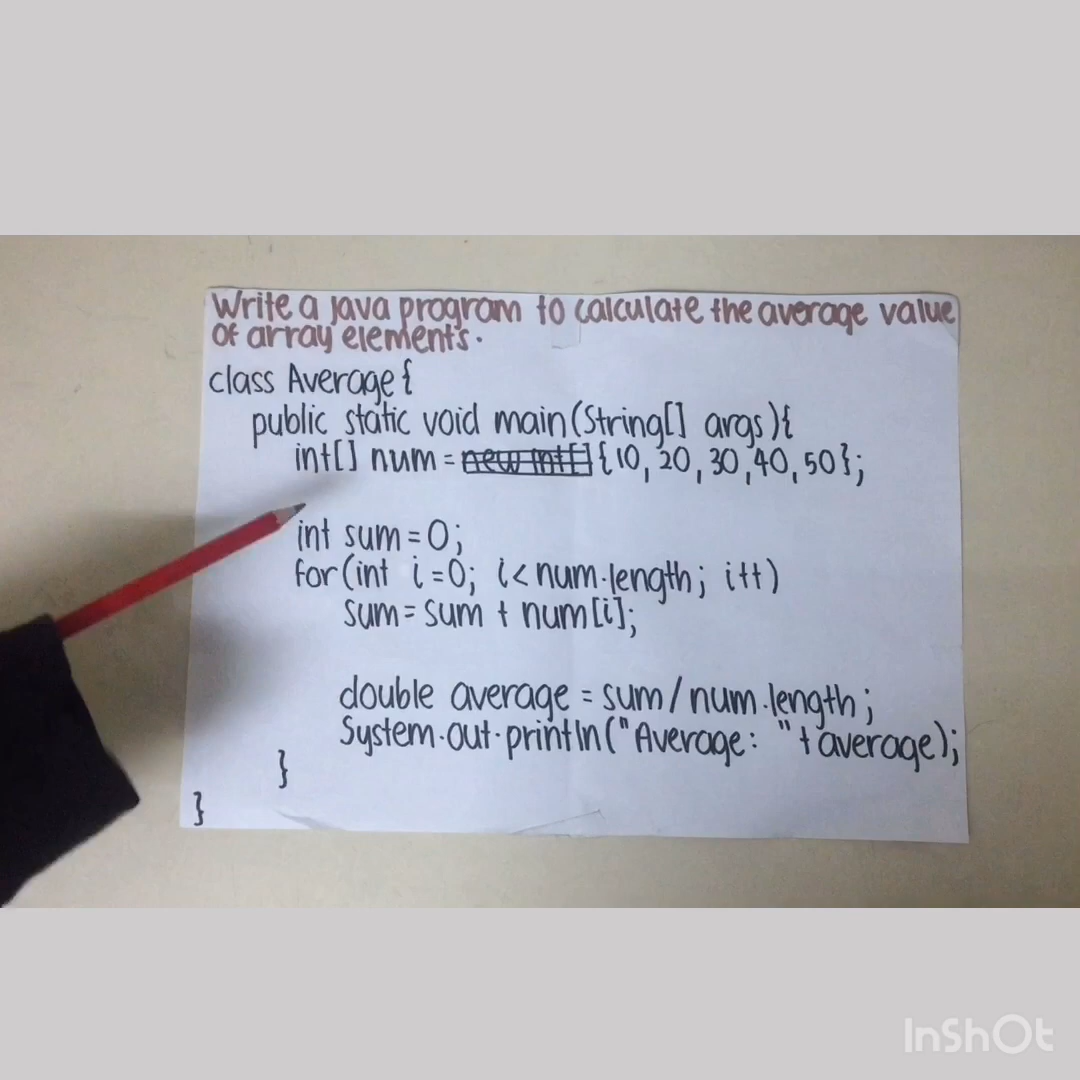 Write a java program to calculate the average value
of array elements.
class Average{
public static void main(String[] args){
int[] num = new int[] {10, 20, 30, 40, 50};
int sum = 0;
for(int i=0; i<num.length; i++)
sum = sum + num[i];
double average = sum / num.length;
System.out.println("Average: " + average);
}
}
InShOt